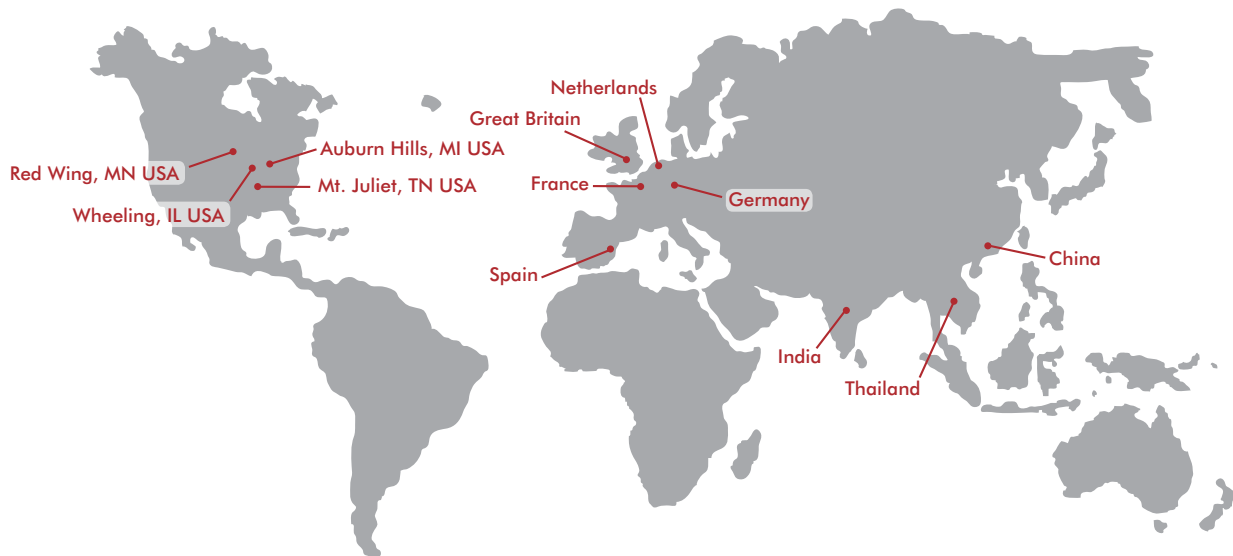 Netherlands
Great Britain
Auburn Hills, MI USA
Red Wing, MN USA
France
Mt. Juliet, TN USA
Germany
Wheeling, IL USA
China
Spain
India
Thailand